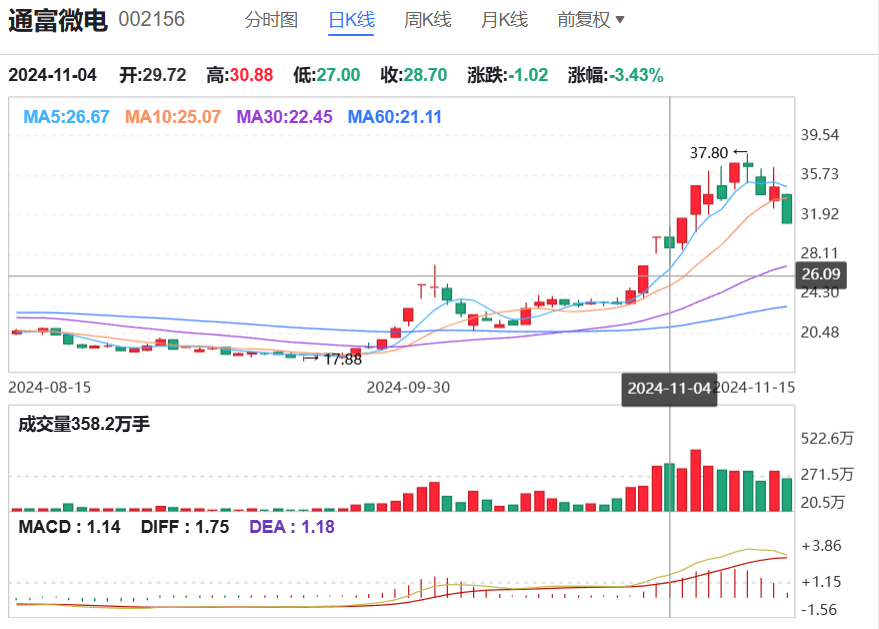 通富微电 002156 分时图 日K线 周K线 月K线 前复权▼
2024-11-04 开:29.72 高:30.88 低:27.00 收:28.70 涨跌:-1.02 涨幅:-3.43%
MA5:26.67 MA10:25.07 MA30:22.45 MA60:21.11
39.54
37.80
35.73
31.92
28.11
26.09
24.30
20.48
17.88
2024-08-15 2024-09-30 2024-11-04 2024-11-15
成交量358.2万手
522.6万
271.5万
20.5万
MACD : 1.14 DIFF : 1.75 DEA : 1.18
+3.86
+1.15
-1.56